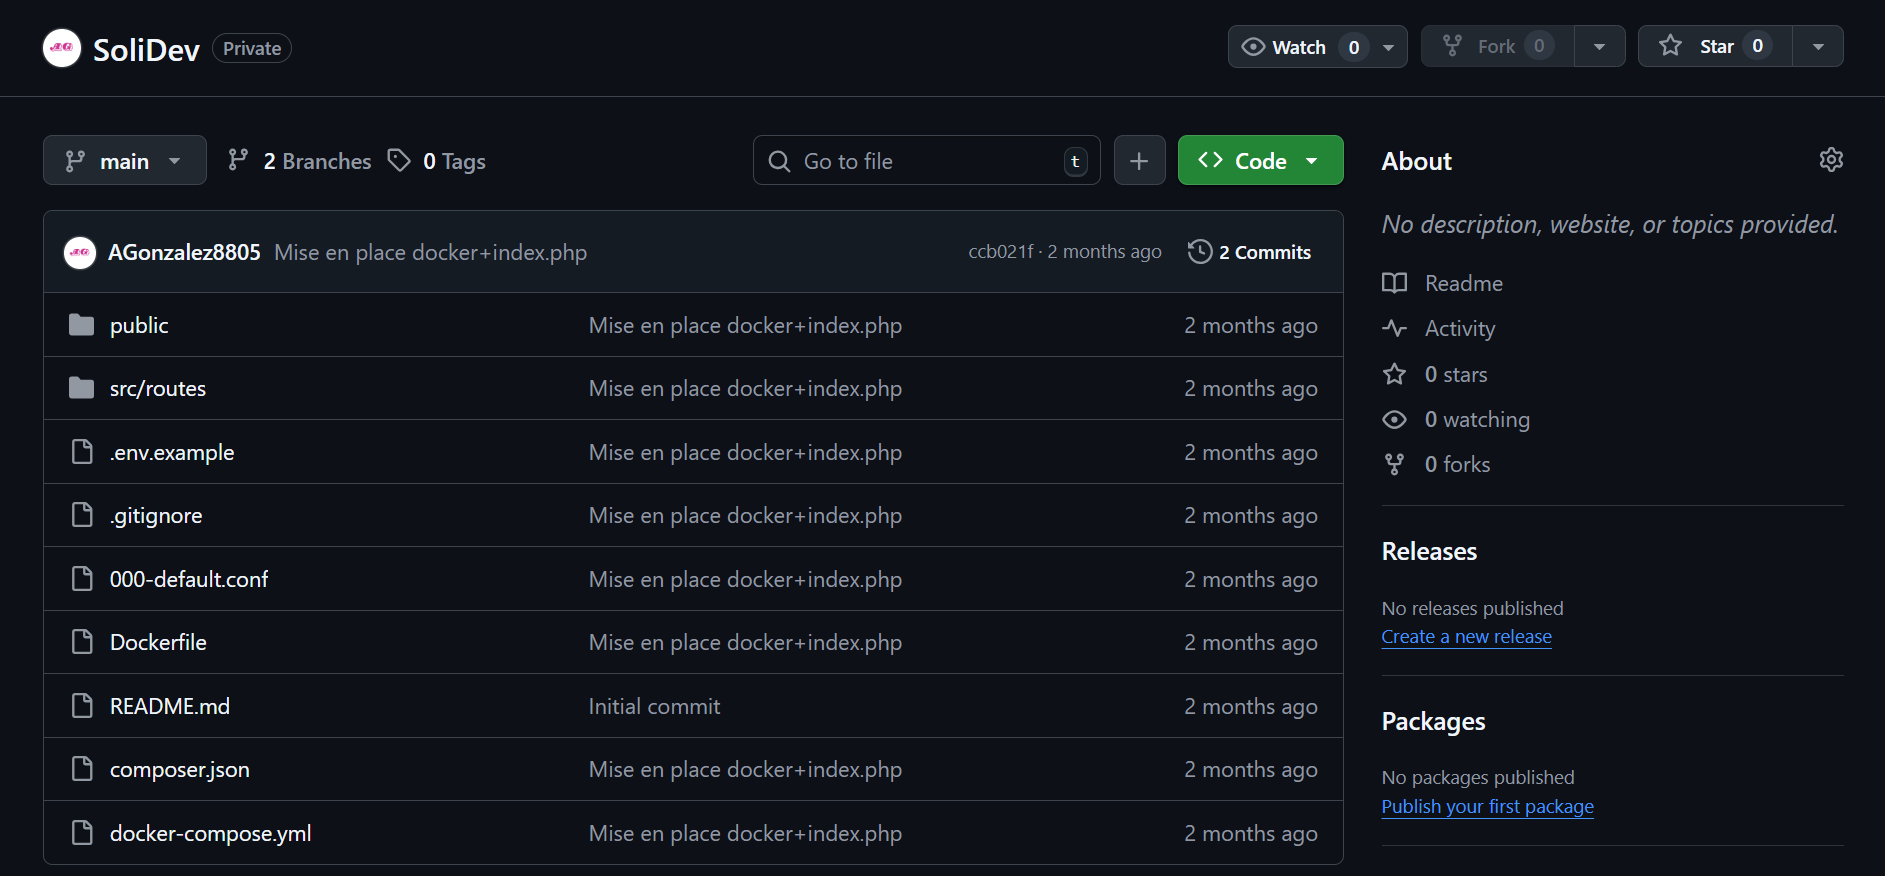 SoliDev Private Watch 0 Fork 0 Star 0
main 2 Branches 0 Tags Go to file t Code
AGonzalez8805 Mise en place docker+index.php ccb021f · 2 months ago 2 Commits
public Mise en place docker+index.php 2 months ago
src/routes Mise en place docker+index.php 2 months ago
.env.example Mise en place docker+index.php 2 months ago
.gitignore Mise en place docker+index.php 2 months ago
000-default.conf Mise en place docker+index.php 2 months ago
Dockerfile Mise en place docker+index.php 2 months ago
README.md Initial commit 2 months ago
composer.json Mise en place docker+index.php 2 months ago
docker-compose.yml Mise en place docker+index.php 2 months ago
About
No description, website, or topics provided.
Readme
Activity
0 stars
0 watching
0 forks
Releases
No releases published
Create a new release
Packages
No packages published
Publish your first package